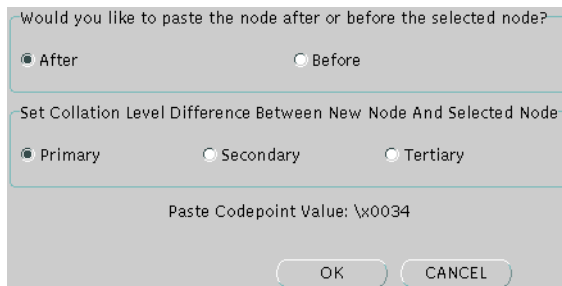 Would you like to paste the node after or before the selected node?
After Before
Set Collation Level Difference Between New Node And Selected Node
Primary Secondary Tertiary
Paste Codepoint Value: \x0034
OK CANCEL